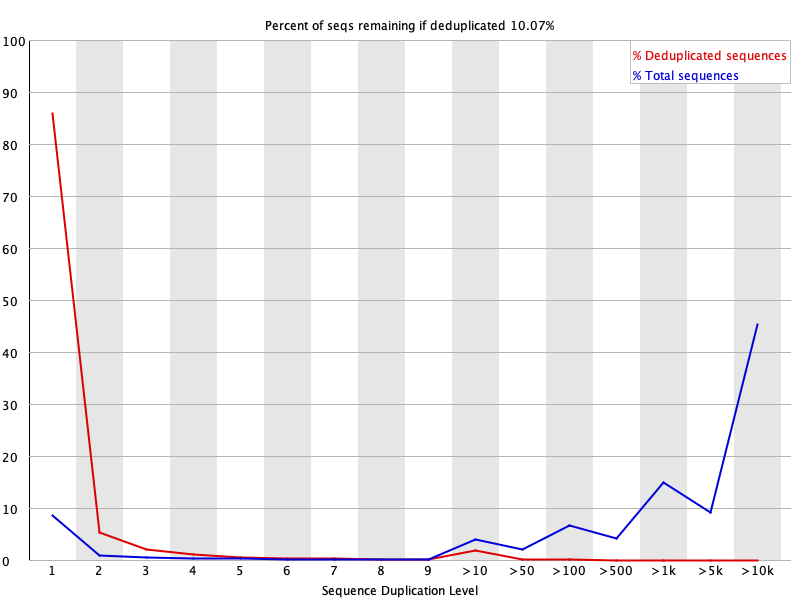 Percent of seqs remaining if deduplicated 10.07%
% Deduplicated sequences
% Total sequences
100
90
80
70
60
50
40
30
20
10
0
1 2 3 4 5 6 7 8 9 >10 >50 >100 >500 >1k >5k >10k
Sequence Duplication Level